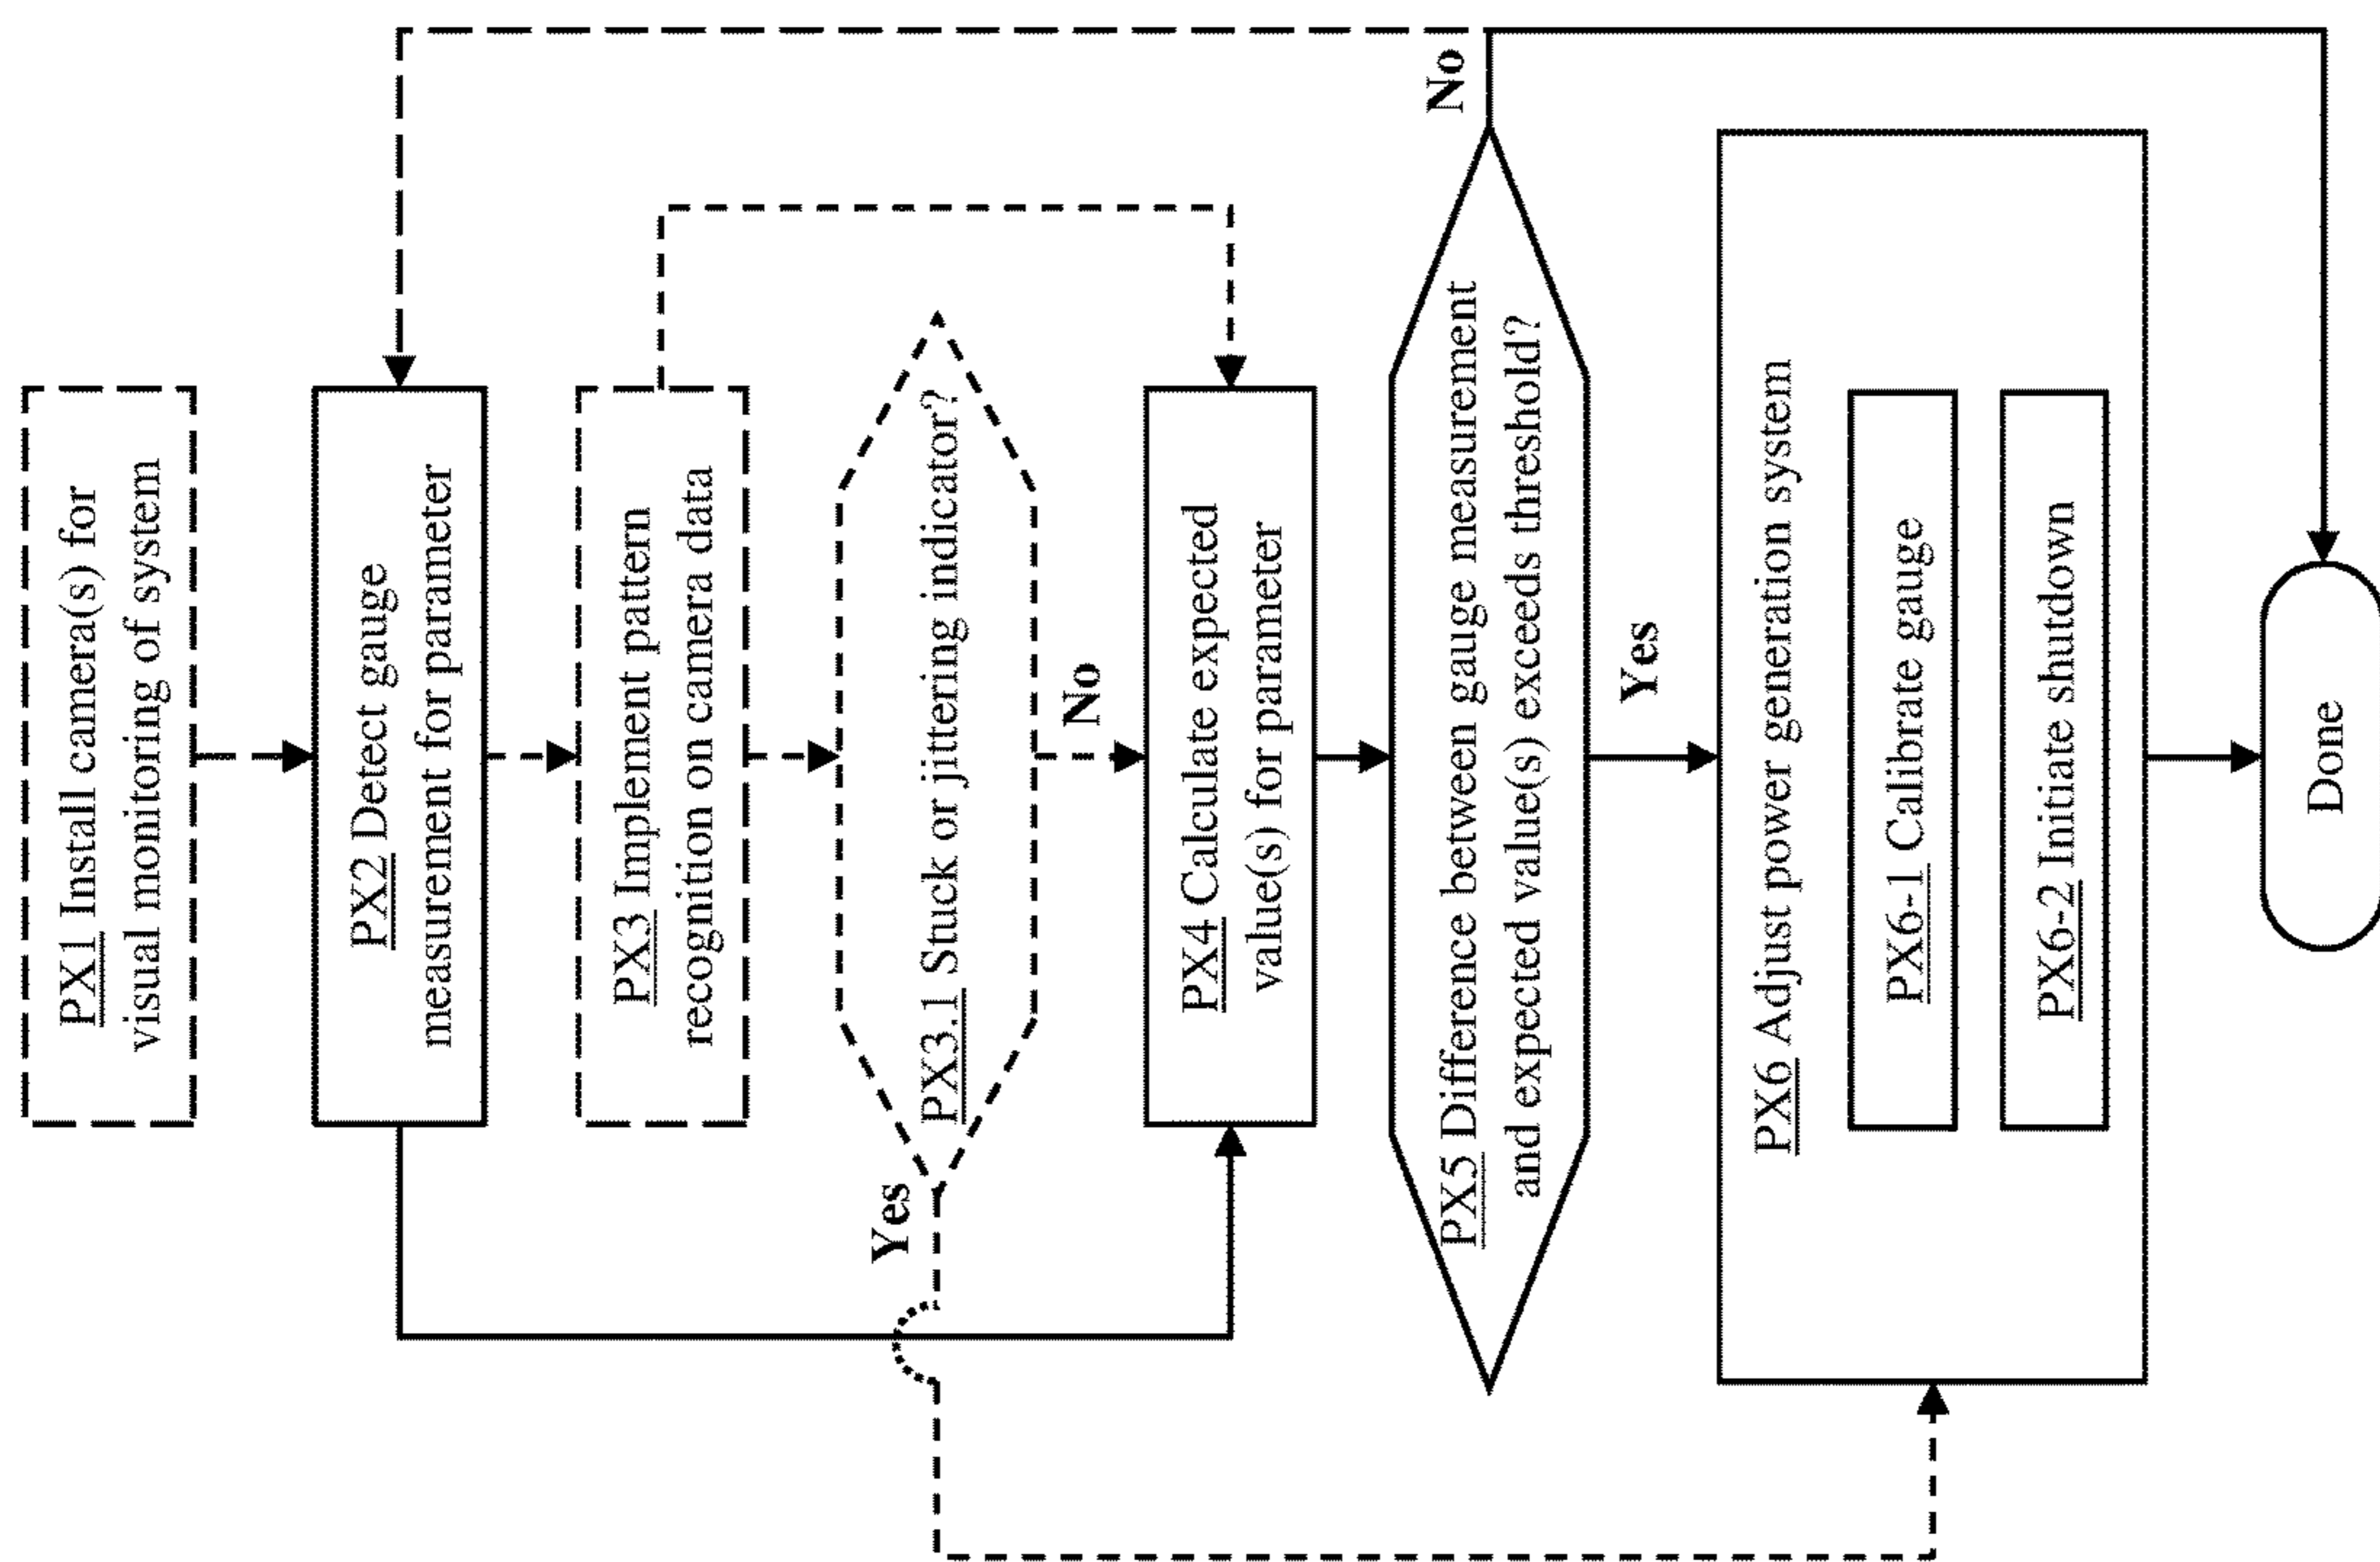 PX1 Install camera(s) for
visual monitoring of system
PX2 Detect gauge
measurement for parameter
PX3 Implement pattern
recognition on camera data
PX3.1 Stuck or jittering indicator?
Yes
No
PX4 Calculate expected
value(s) for parameter
PX5 Difference between gauge measurement
and expected value(s) exceeds threshold?
No
Yes
PX6 Adjust power generation system
PX6-1 Calibrate gauge
PX6-2 Initiate shutdown
Done